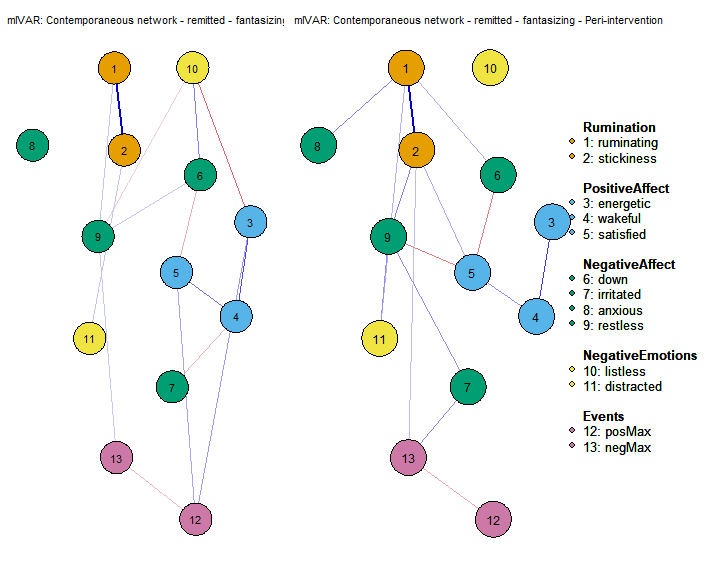 mlVAR: Contemporaneous network - remitted - fantasizing
mlVAR: Contemporaneous network - remitted - fantasizing - Peri-intervention
1
10
2
8
6
9
3
5
4
11
7
13
12
1
10
2
8
6
9
3
5
4
11
7
13
12
Rumination
1: ruminating
2: stickiness
PositiveAffect
3: energetic
4: wakeful
5: satisfied
NegativeAffect
6: down
7: irritated
8: anxious
9: restless
NegativeEmotions
10: listless
11: distracted
Events
12: posMax
13: negMax